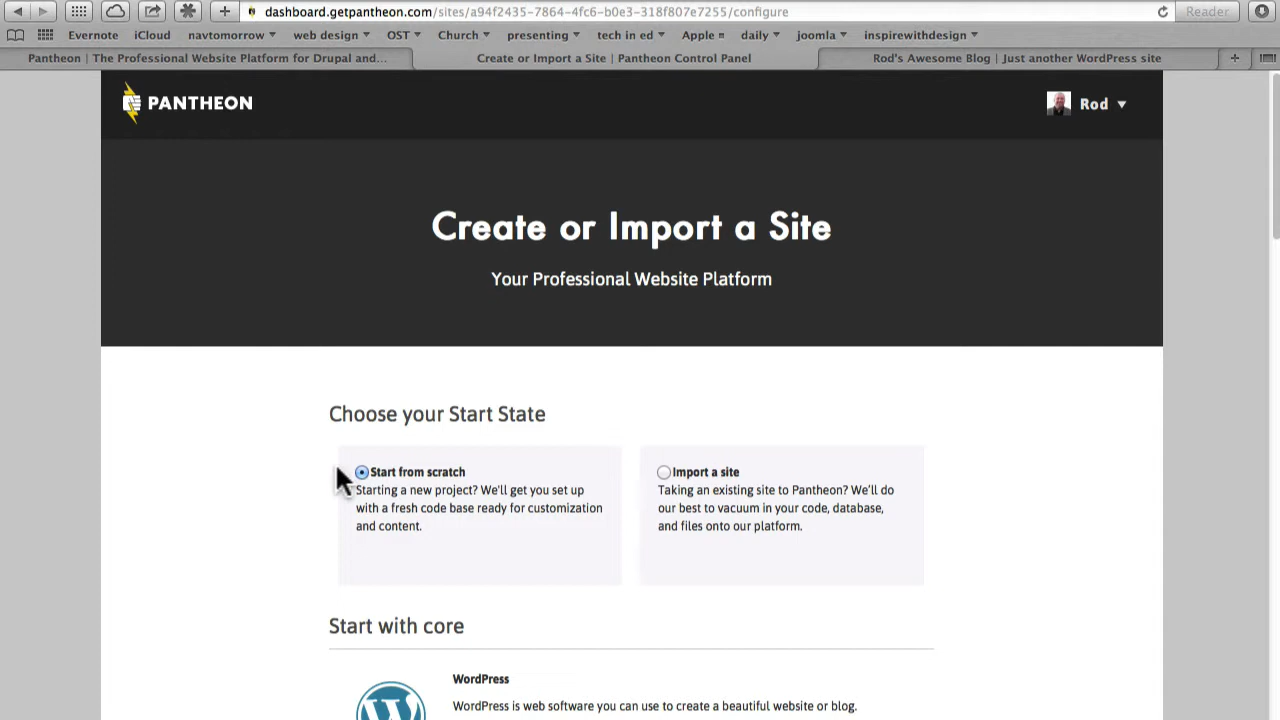 dashboard.getpantheon.com/sites/a94f2435-7864-4fc6-b0e3-318f807e7255/configure
Reader
Evernote iCloud navtomorrow web design OST Church presenting tech in ed Apple daily joomla inspirewithdesign
Pantheon | The Professional Website Platform for Drupal and... Create or Import a Site | Pantheon Control Panel Rod's Awesome Blog | Just another WordPress site
PANTHEON
Rod
Create or Import a Site
Your Professional Website Platform
Choose your Start State
Start from scratch
Starting a new project? We'll get you set up
with a fresh code base ready for customization
and content.
Import a site
Taking an existing site to Pantheon? We'll do
our best to vacuum in your code, database,
and files onto our platform.
Start with core
WordPress
WordPress is web software you can use to create a beautiful website or blog.